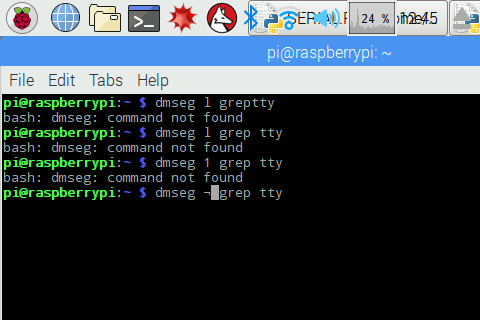 24 %
12:45
pi@raspberrypi: ~
File Edit Tabs Help
pi@raspberrypi:~ $ dmseg l greptty
bash: dmseg: command not found
pi@raspberrypi:~ $ dmseg l grep tty
bash: dmseg: command not found
pi@raspberrypi:~ $ dmseg 1 grep tty
bash: dmseg: command not found
pi@raspberrypi:~ $ dmseg ¬ grep tty